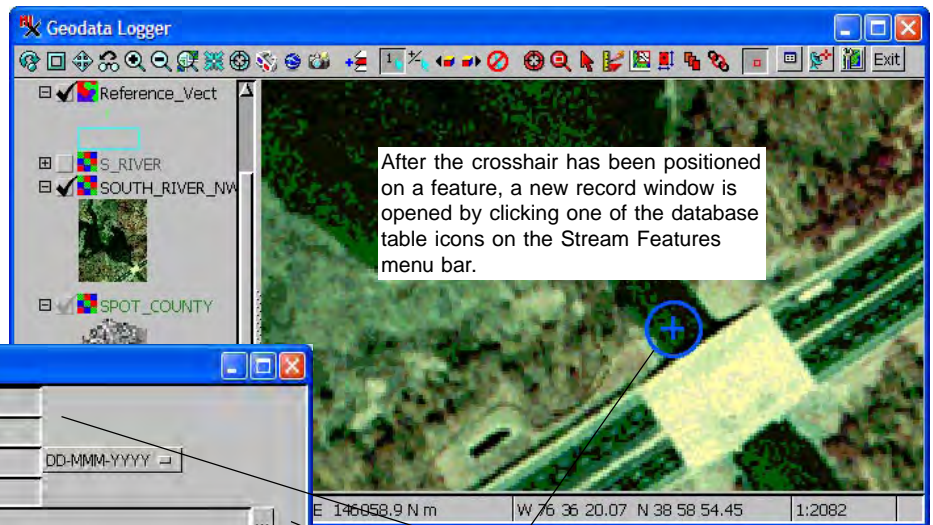 Geodata Logger
Exit
Reference_Vect
S_RIVER
SOUTH_RIVER_NW
SPOT_COUNTY
After the crosshair has been positioned
on a feature, a new record window is
opened by clicking one of the database
table icons on the Stream Features
menu bar.
DD-MMM-YYYY
...
E 146058.9 N m W 76 36 20.07 N 38 58 54.45 1:2082